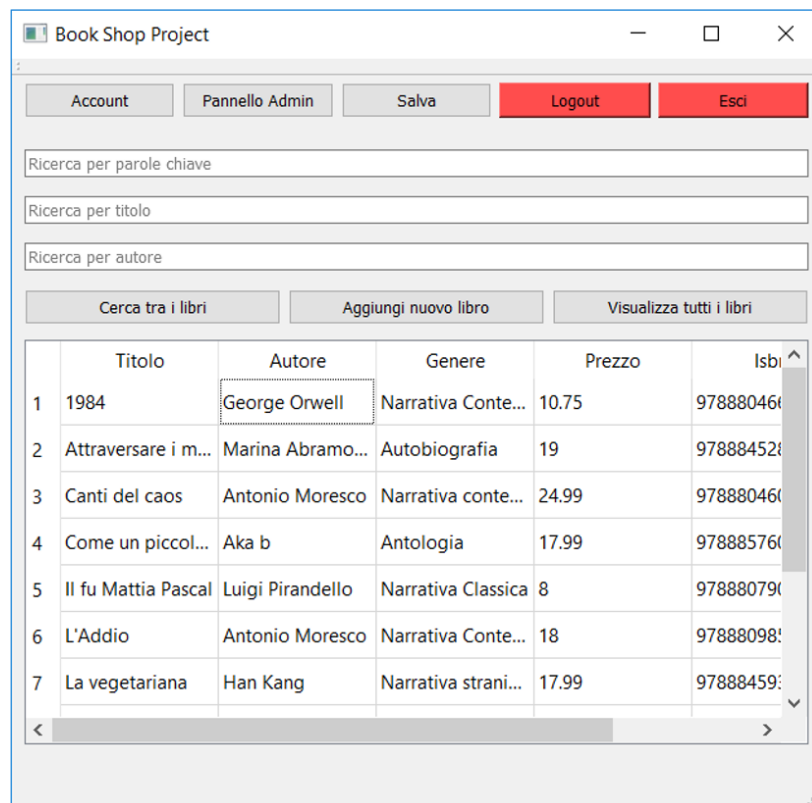 Book Shop Project
Account Pannello Admin Salva Logout Esci
Ricerca per parole chiave
Ricerca per titolo
Ricerca per autore
Cerca tra i libri Aggiungi nuovo libro Visualizza tutti i libri
Titolo Autore Genere Prezzo
1 1984 George Orwell Narrativa Conte... 10.75
2 Attraversare i m... Marina Abramo... Autobiografia 19
3 Canti del caos Antonio Moresco Narrativa conte... 24.99
4 Come un piccol... Aka b Antologia 17.99
5 Il fu Mattia Pascal Luigi Pirandello Narrativa Classica 8
6 L'Addio Antonio Moresco Narrativa Conte... 18
7 La vegetariana Han Kang Narrativa strani... 17.99